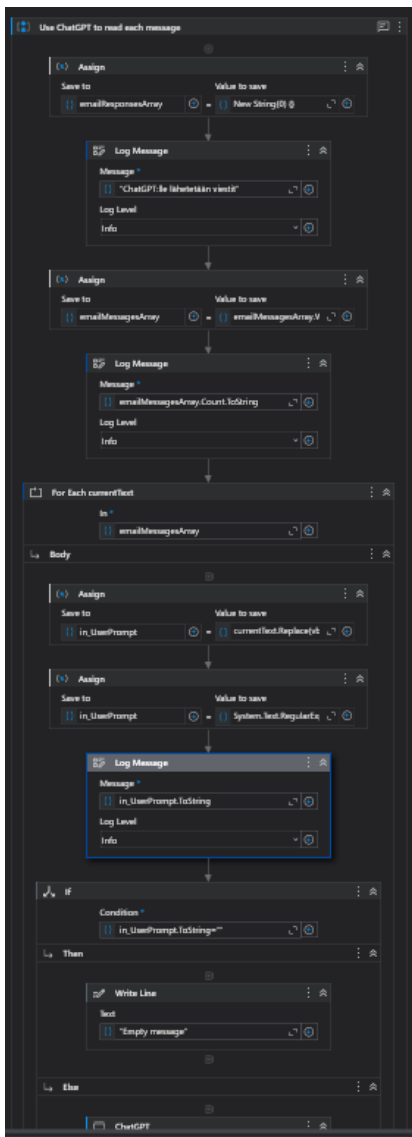 Use ChatGPT to read each message
Assign
Save to Value to save
emailResponsesArray = New String(0) {}
Log Message
Message *
"ChatGPT:lle lähetetään viestit"
Log Level
Info
Assign
Save to Value to save
emailMessagesArray = emailMessagesArray.V
Log Message
Message *
emailMessagesArray.Count.ToString
Log Level
Info
For Each currentText
In *
emailMessagesArray
Body
Assign
Save to Value to save
in_UserPrompt = currentText.Replace(vb
Assign
Save to Value to save
in_UserPrompt = System.Text.RegularEx
Log Message
Message *
in_UserPrompt.ToString
Log Level
Info
If
Condition *
in_UserPrompt.ToString=""
Then
Write Line
Text
"Empty message"
Else
ChatGPT